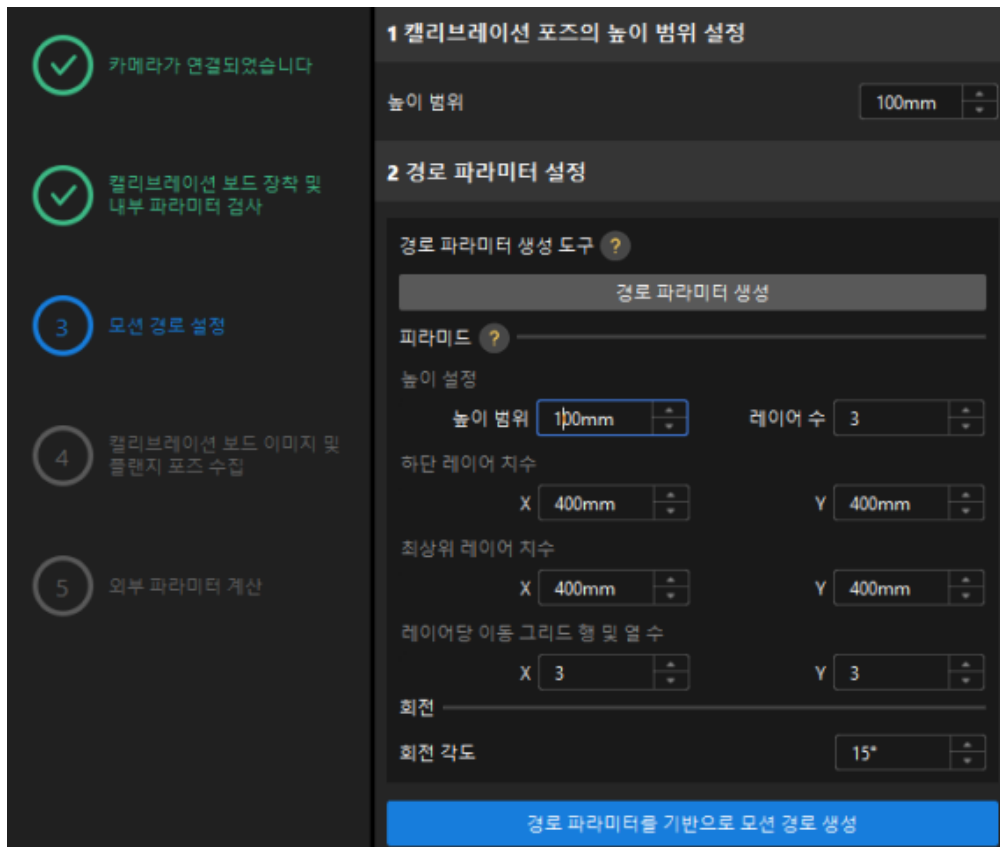 카메라가 연결되었습니다
캘리브레이션 보드 장착 및
내부 파라미터 검사
3
모션 경로 설정
4
캘리브레이션 보드 이미지 및
플랜지 포즈 수집
5
외부 파라미터 계산
1 캘리브레이션 포즈의 높이 범위 설정
높이 범위 100mm
2 경로 파라미터 설정
경로 파라미터 생성 도구 ?
경로 파라미터 생성
피라미드 ?
높이 설정
높이 범위 100mm 레이어 수 3
하단 레이어 치수
X 400mm Y 400mm
최상위 레이어 치수
X 400mm Y 400mm
레이어당 이동 그리드 행 및 열 수
X 3 Y 3
회전
회전 각도 15°
경로 파라미터를 기반으로 모션 경로 생성